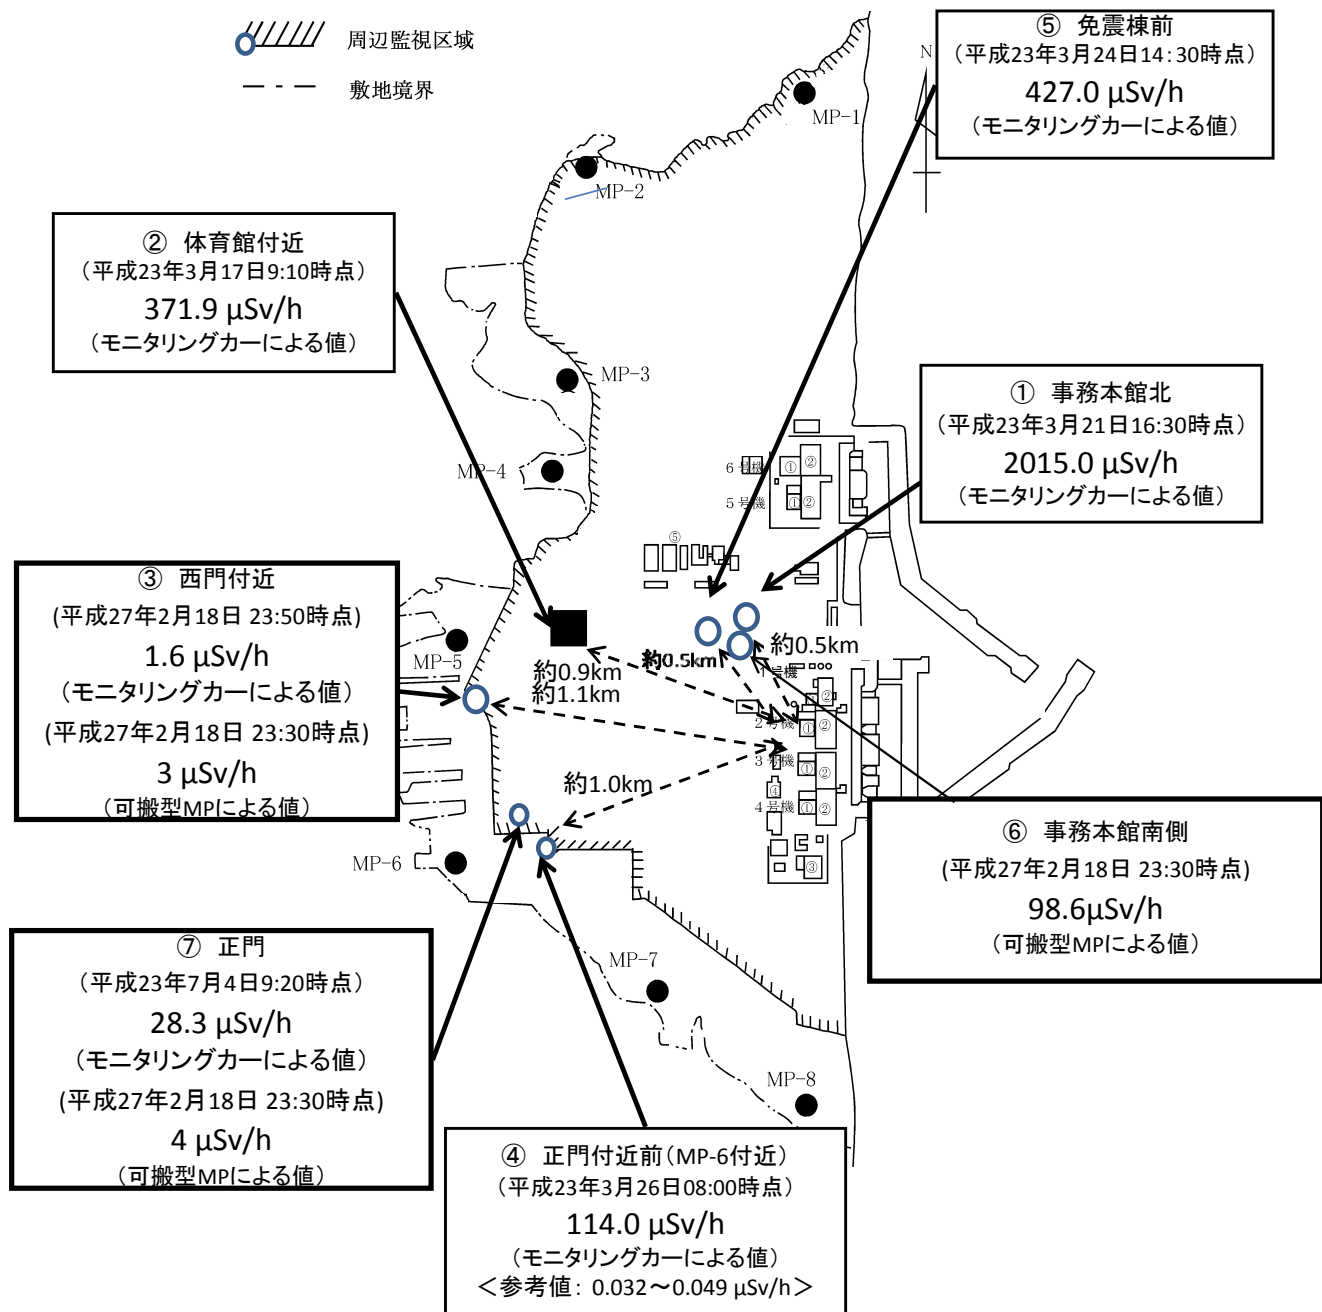 周辺監視区域
敷地境界
⑤ 免震棟前
(平成23年3月24日14:30時点)
427.0 µSv/h
(モニタリングカーによる値)
N
MP-1
MP-2
② 体育館付近
(平成23年3月17日9:10時点)
371.9 µSv/h
(モニタリングカーによる値)
MP-3
① 事務本館北
(平成23年3月21日16:30時点)
2015.0 µSv/h
(モニタリングカーによる値)
MP-4
6号機
①
②
5号機
①
②
⑤
③ 西門付近
(平成27年2月18日 23:50時点)
1.6 µSv/h
(モニタリングカーによる値)
(平成27年2月18日 23:30時点)
3 µSv/h
(可搬型MPによる値)
MP-5
約0.9km
約1.1km
約0.5km
約0.5km
1号機
②
2号機
①
②
3号機
①
②
約1.0km
④
4号機
①
②
③
MP-6
⑥ 事務本館南側
(平成27年2月18日 23:30時点)
98.6µSv/h
(可搬型MPによる値)
⑦ 正門
(平成23年7月4日9:20時点)
28.3 µSv/h
(モニタリングカーによる値)
(平成27年2月18日 23:30時点)
4 µSv/h
(可搬型MPによる値)
MP-7
MP-8
④ 正門付近前(MP-6付近)
(平成23年3月26日08:00時点)
114.0 µSv/h
(モニタリングカーによる値)
<参考値: 0.032～0.049 µSv/h>